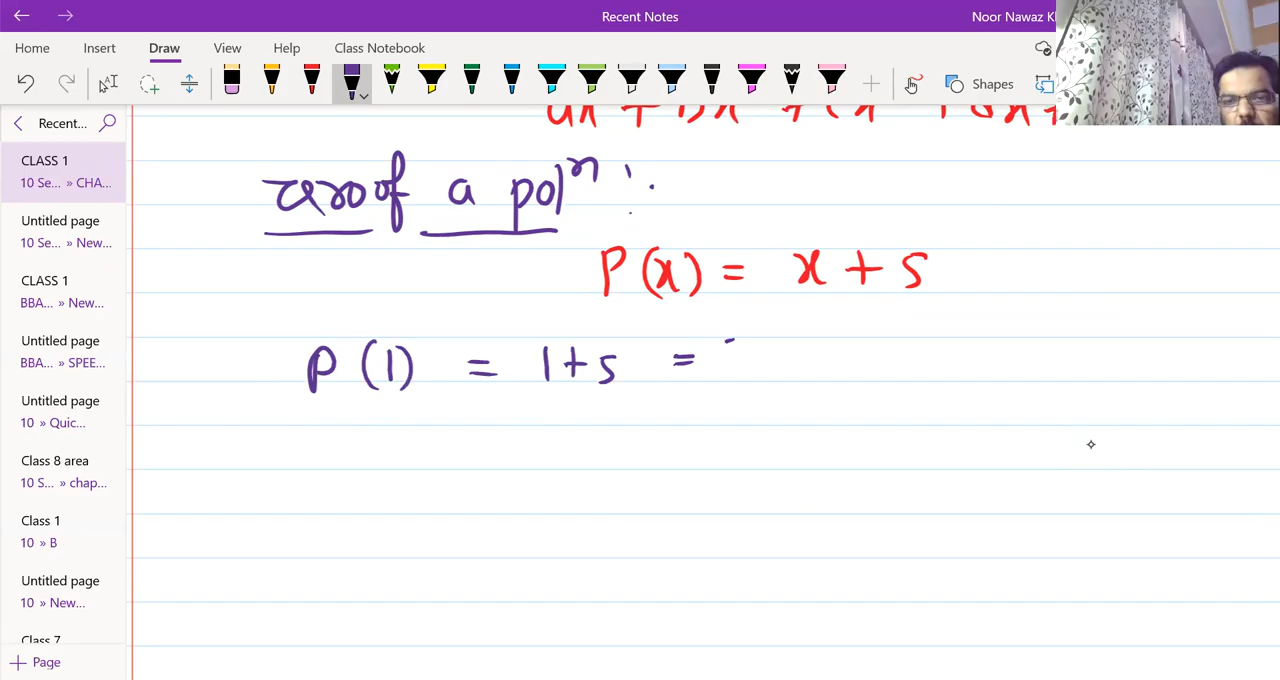 Recent Notes
Noor Nawaz
Home Insert Draw View Help Class Notebook
Shapes
Recent...
CLASS 1
10 Se... » CHA...
Untitled page
10 Se... » New...
CLASS 1
BBA... » New...
Untitled page
BBA... » SPEE...
Untitled page
10 » Quic...
Class 8 area
10 S... » chap...
Class 1
10 » B
Untitled page
10 » New...
Class 7
+ Page
zero of a polⁿ :
P(x) = x + 5
P(1) = 1+5 =